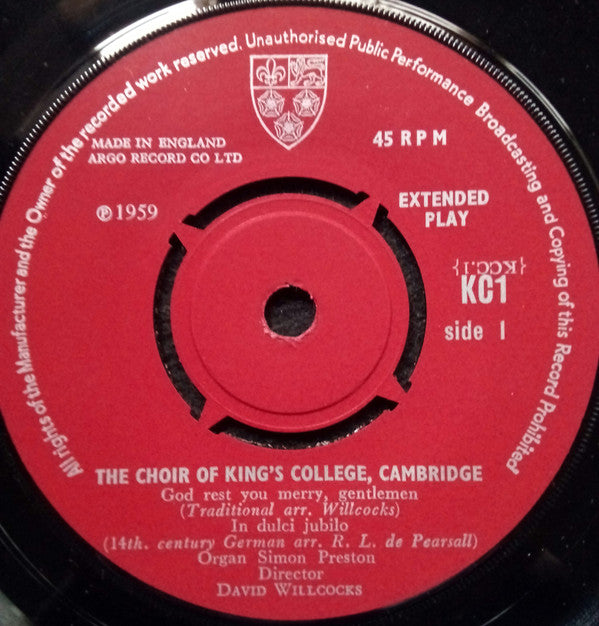 All rights of the Manufacturer and the Owner of the recorded work reserved. Unauthorised Public Performance Broadcasting and Copying of this Record Prohibited
MADE IN ENGLAND
ARGO RECORD CO LTD
45 RPM
℗1959
EXTENDED
PLAY
{KCC.1}
KC1
side 1
THE CHOIR OF KING'S COLLEGE, CAMBRIDGE
God rest you merry, gentlemen
(Traditional arr. Willcocks)
In dulci jubilo
(14th. century German arr. R. L. de Pearsall)
Organ Simon Preston
Director
DAVID WILLCOCKS